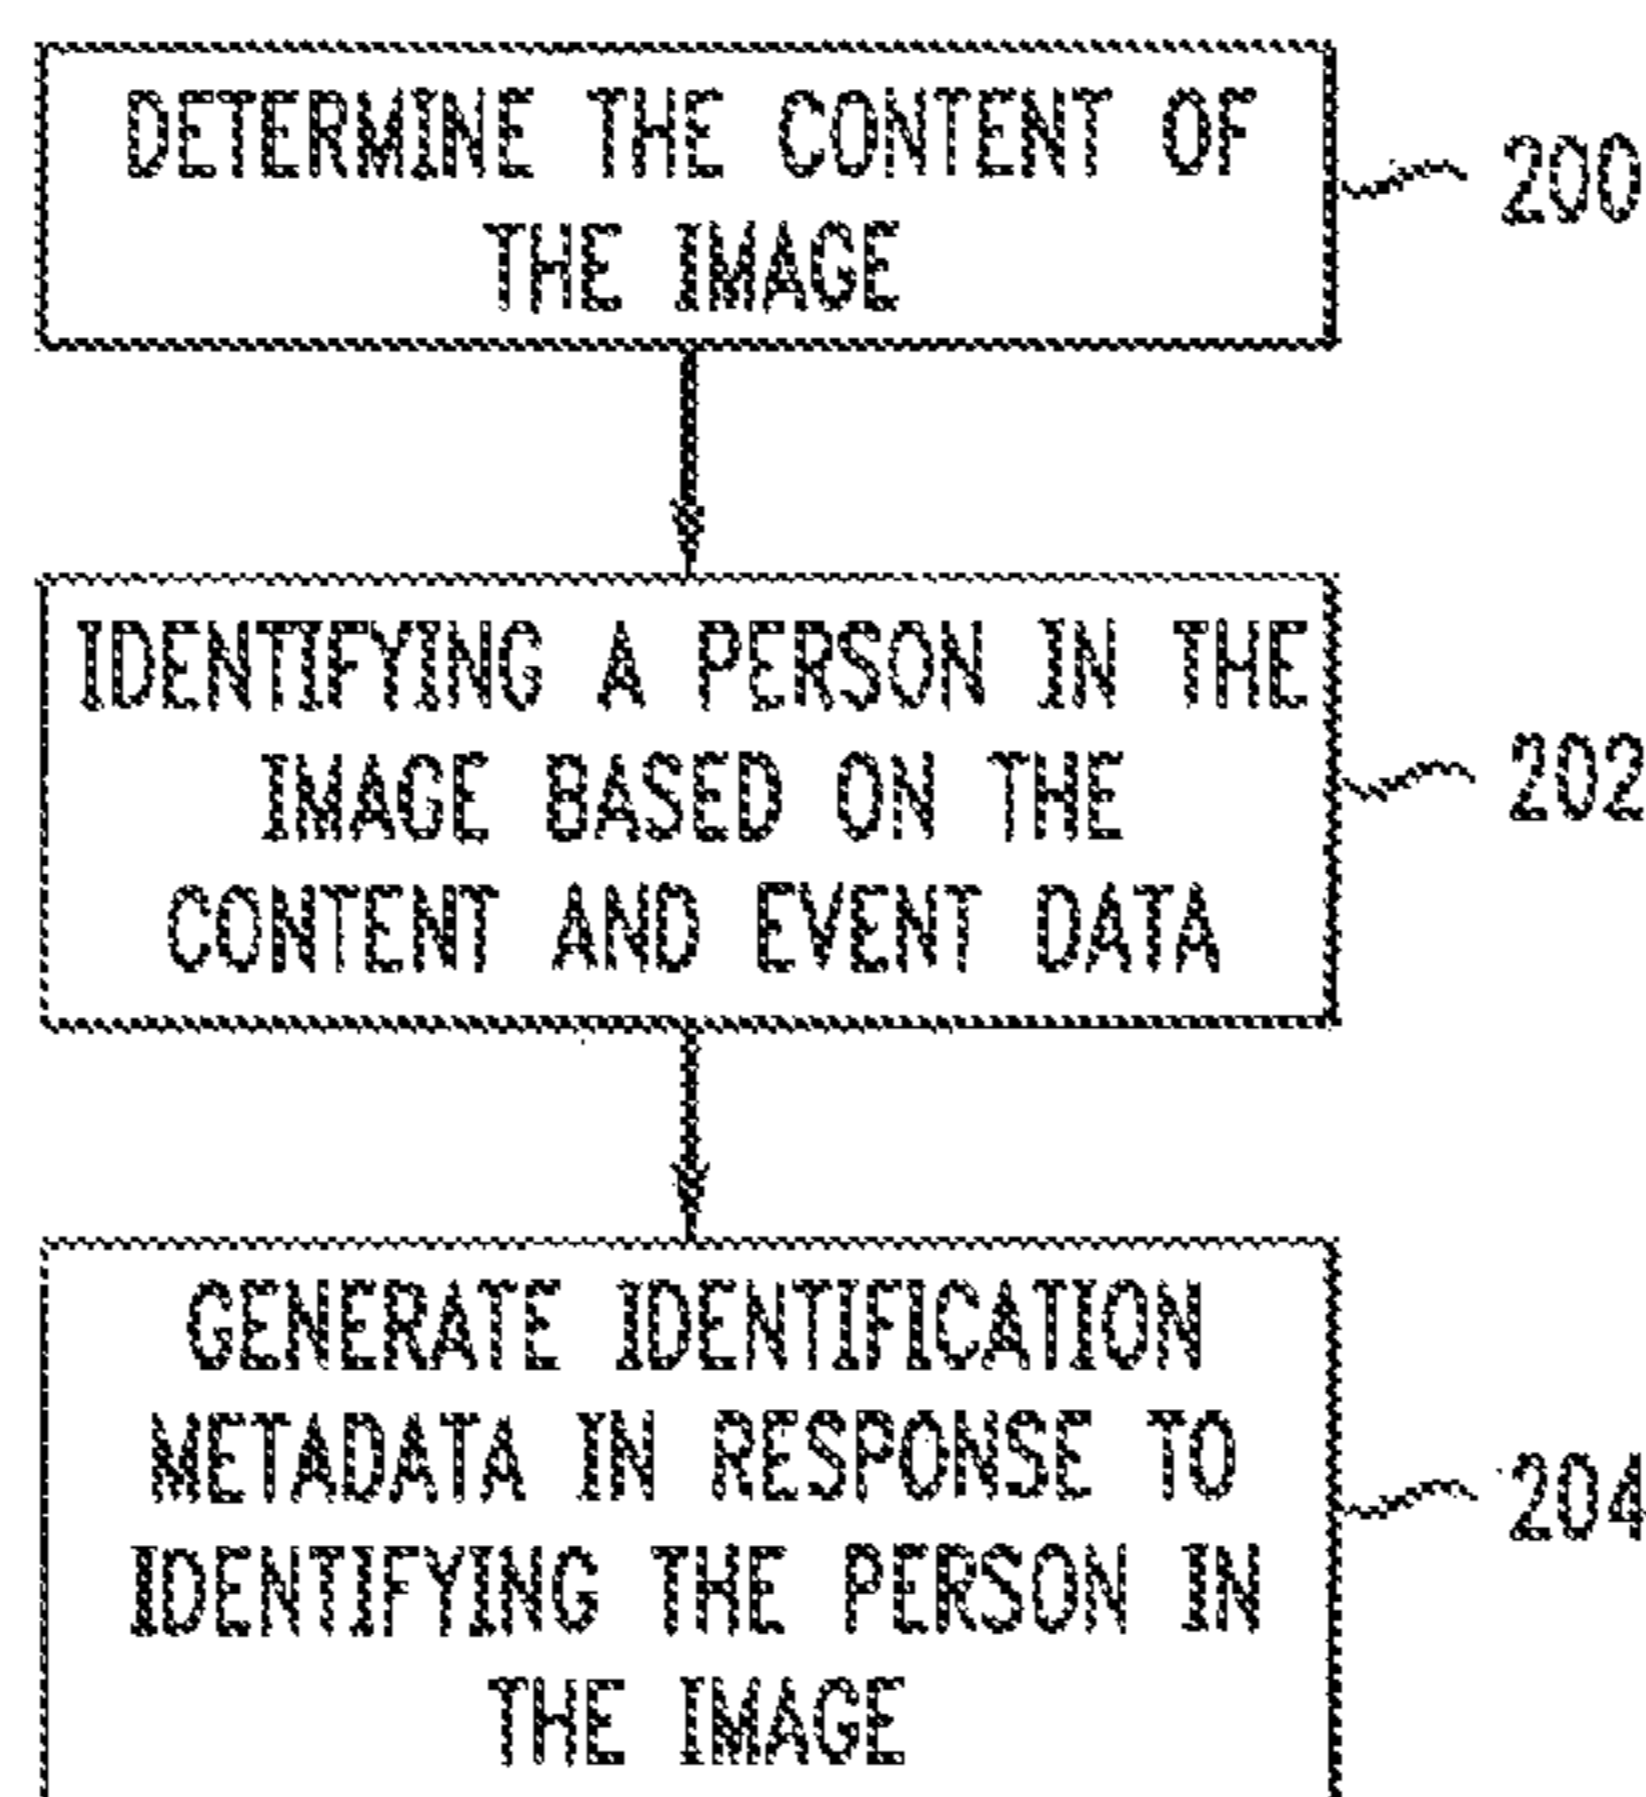 DETERMINE THE CONTENT OF
THE IMAGE
200
IDENTIFYING A PERSON IN THE
IMAGE BASED ON THE
CONTENT AND EVENT DATA
202
GENERATE IDENTIFICATION
METADATA IN RESPONSE TO
IDENTIFYING THE PERSON IN
THE IMAGE
204